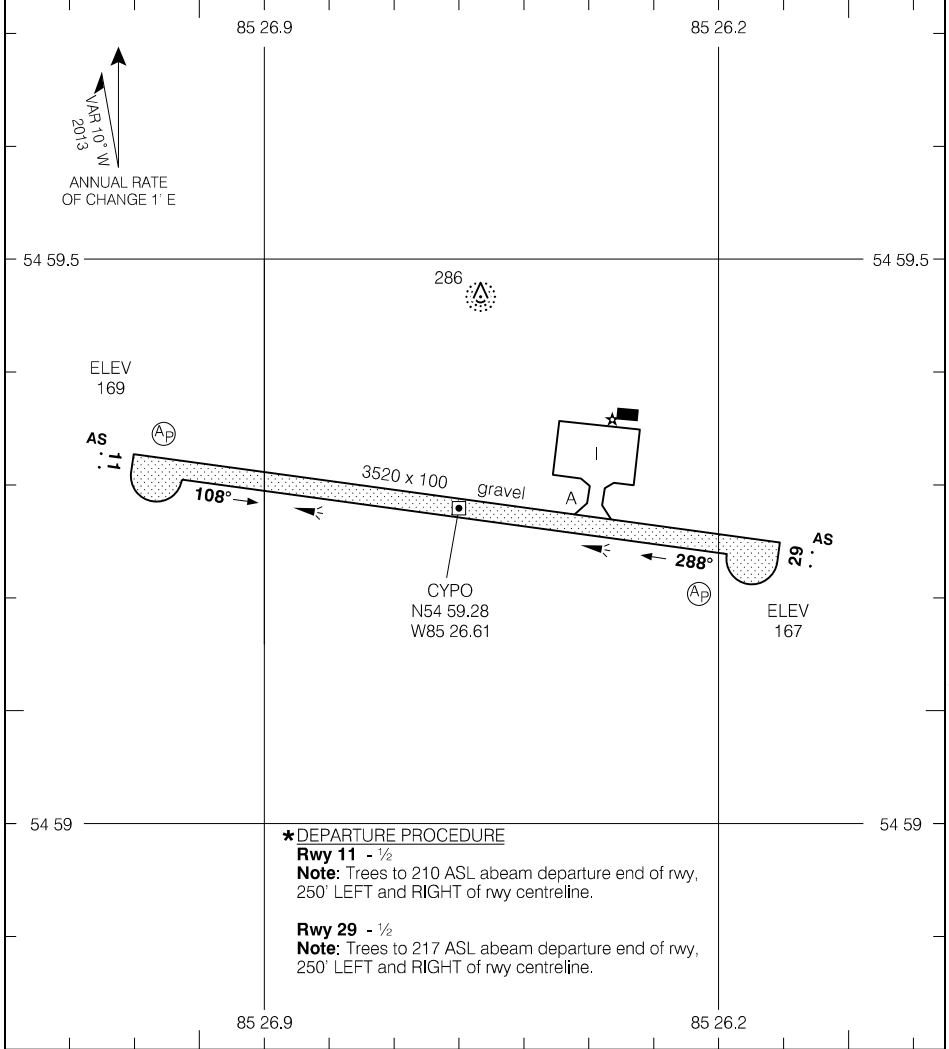 85 26.9
85 26.2
VAR 10° W
2013
ANNUAL RATE
OF CHANGE 1' E
54 59.5
54 59.5
286
ELEV
169
AP
AS
11
108°
3520 x 100
gravel
A
I
29
AS
288°
AP
ELEV
167
CYPO
N54 59.28
W85 26.61
54 59
54 59
*DEPARTURE PROCEDURE
Rwy 11 - ½
Note: Trees to 210 ASL abeam departure end of rwy,
250' LEFT and RIGHT of rwy centreline.
Rwy 29 - ½
Note: Trees to 217 ASL abeam departure end of rwy,
250' LEFT and RIGHT of rwy centreline.
85 26.9
85 26.2